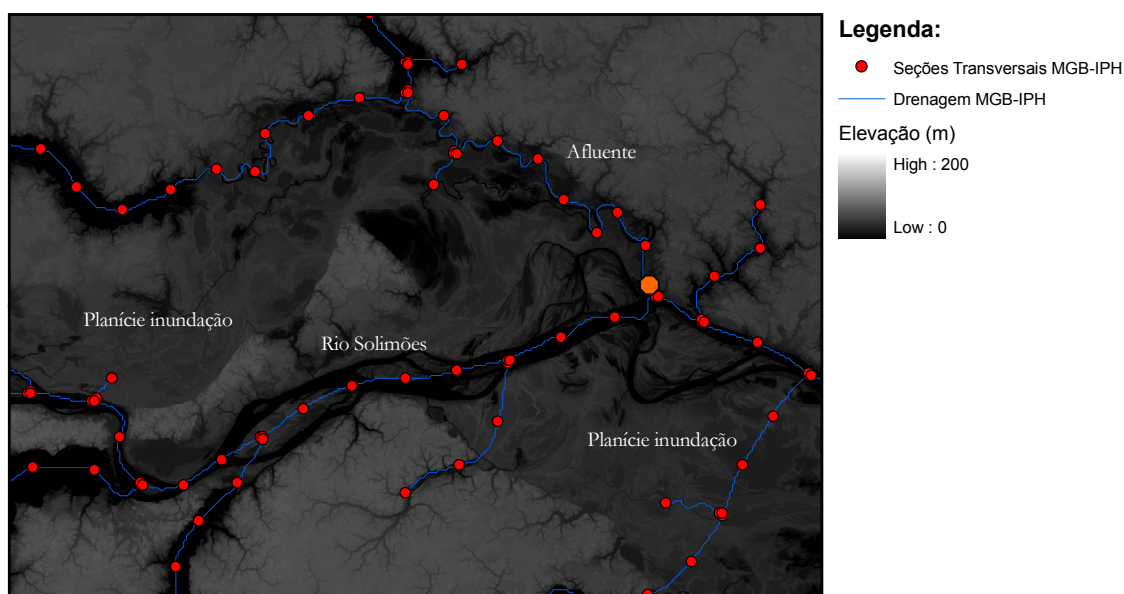 Legenda:
Seções Transversais MGB-IPH
Drenagem MGB-IPH
Elevação (m)
High : 200
Low : 0
Afluente
Planície inundação
Rio Solimões
Planície inundação